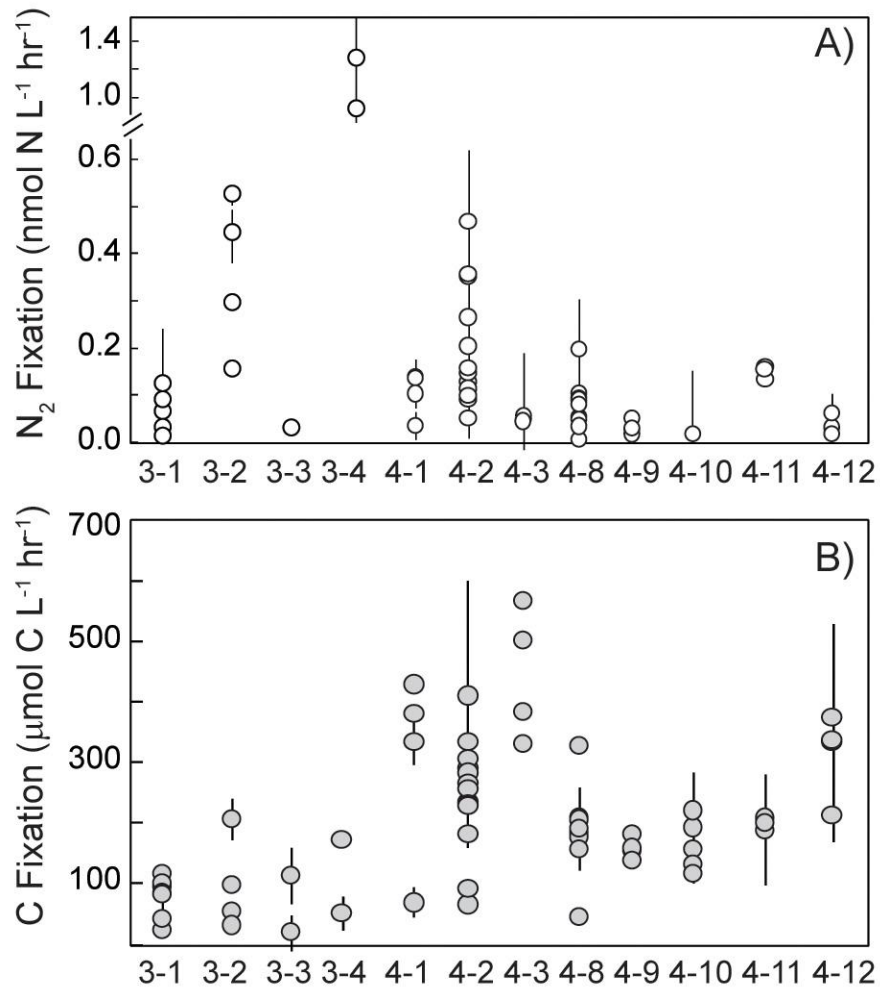 A)
N₂ Fixation (nmol N L⁻¹ hr⁻¹)
1.4
1.0
0.6
0.4
0.2
0.0
3-1 3-2 3-3 3-4 4-1 4-2 4-3 4-8 4-9 4-10 4-11 4-12
B)
C Fixation (μmol C L⁻¹ hr⁻¹)
700
500
300
100
3-1 3-2 3-3 3-4 4-1 4-2 4-3 4-8 4-9 4-10 4-11 4-12